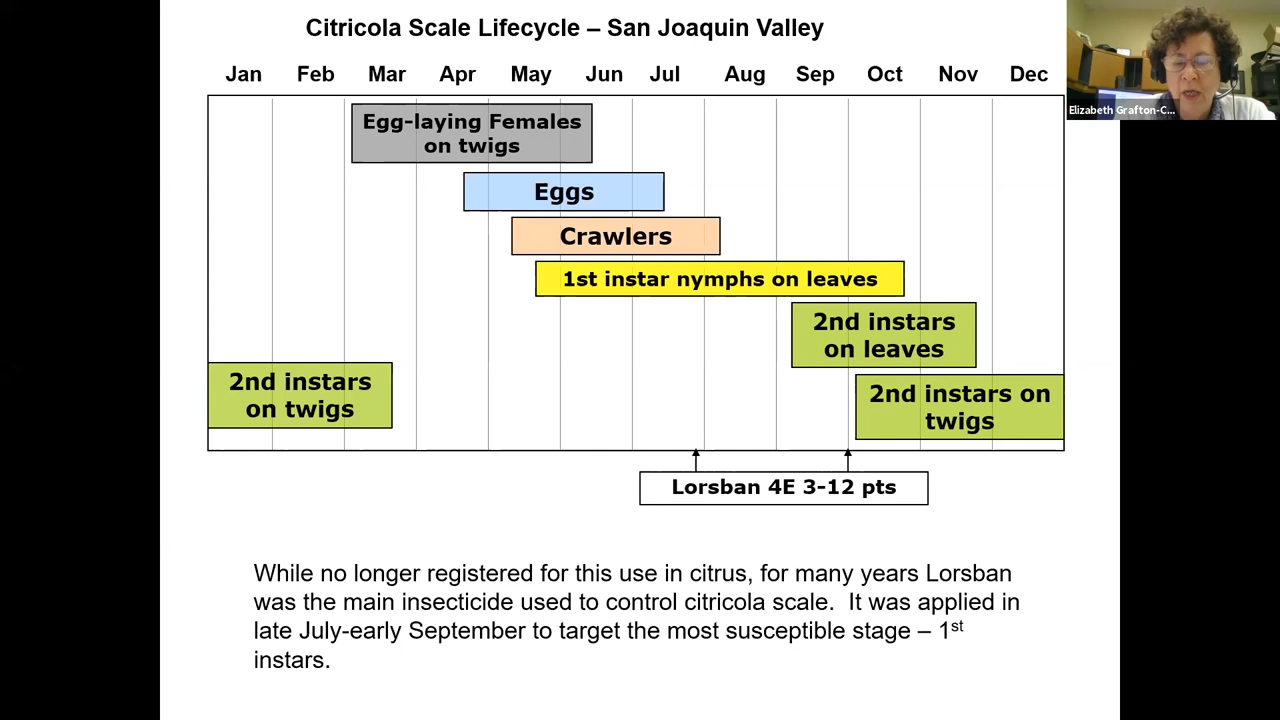 Citricola Scale Lifecycle – San Joaquin Valley
Jan Feb Mar Apr May Jun Jul Aug Sep Oct Nov Dec
Elizabeth Grafton-C...
Egg-laying Females
on twigs
Eggs
Crawlers
1st instar nymphs on leaves
2nd instars
on leaves
2nd instars
on twigs
2nd instars on
twigs
Lorsban 4E 3-12 pts
While no longer registered for this use in citrus, for many years Lorsban
was the main insecticide used to control citricola scale.  It was applied in
late July-early September to target the most susceptible stage – 1st
instars.